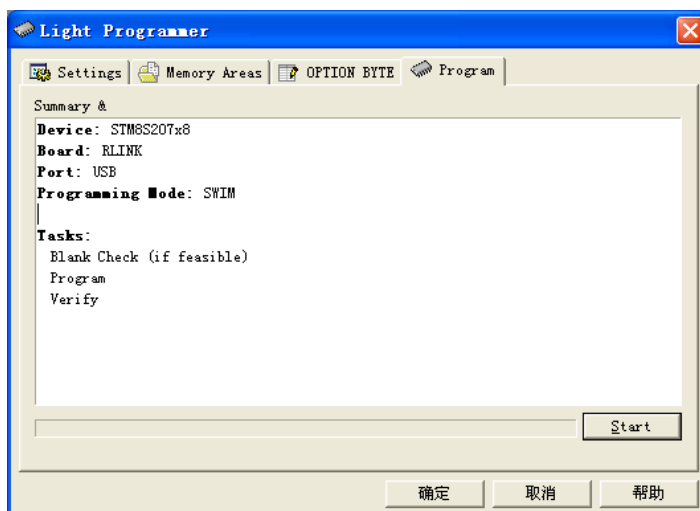 Light Programmer
Settings Memory Areas OPTION BYTE Program
Summary &
Device: STM8S207x8
Board: RLINK
Port: USB
Programming Mode: SWIM
Tasks:
Blank Check (if feasible)
Program
Verify
Start
确定 取消 帮助